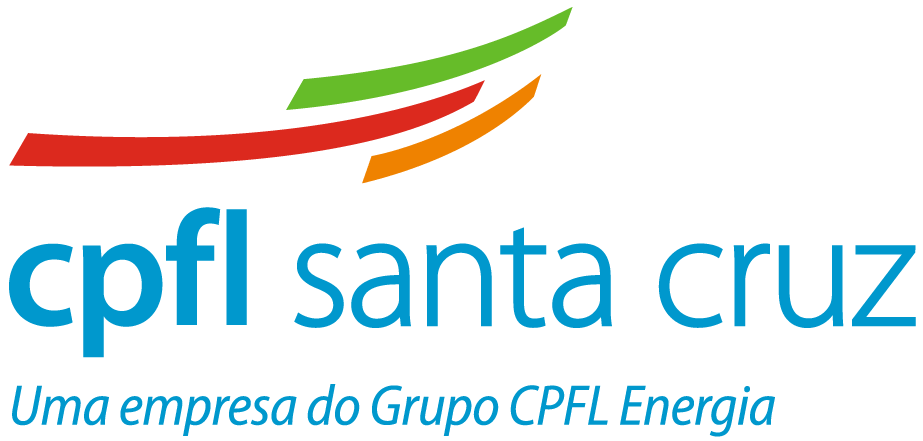 cpfl santa cruz
Uma empresa do Grupo CPFL Energia